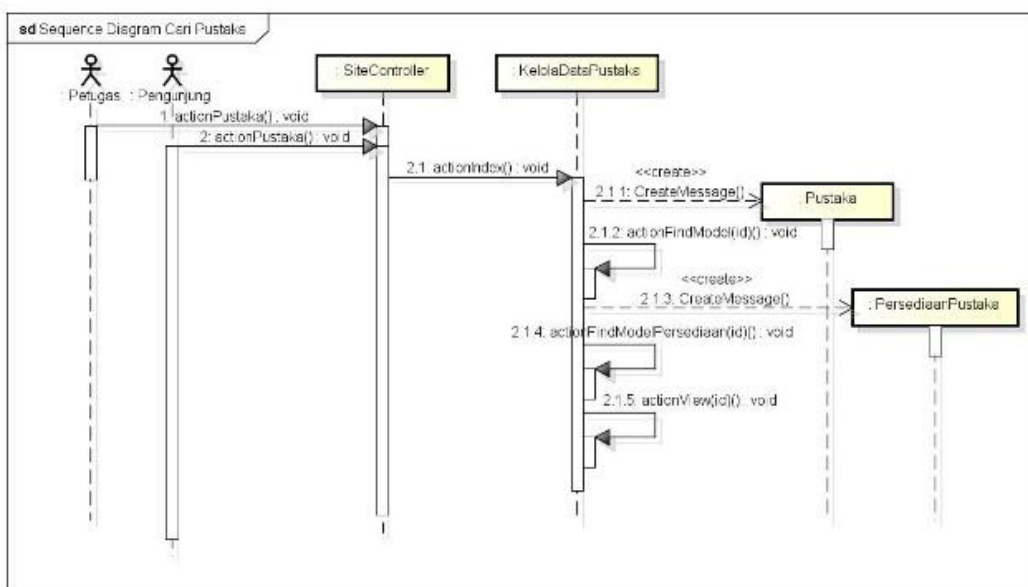 sd Sequence Diagram Cari Pustaka
: SiteController
: KelolaDataPustaka
: Petugas : Pengunjung
1: actionPustaka() : void
2: actionPustaka() : void
2.1: actionIndex() : void
<<create>>
2.1.1: CreateMessage()
: Pustaka
2.1.2: actionFindModel(id)() : void
<<create>>
2.1.3: CreateMessage()
: PersediaanPustaka
2.1.4: actionFindModelPersediaan(id)() : void
2.1.5: actionView(id)() : void